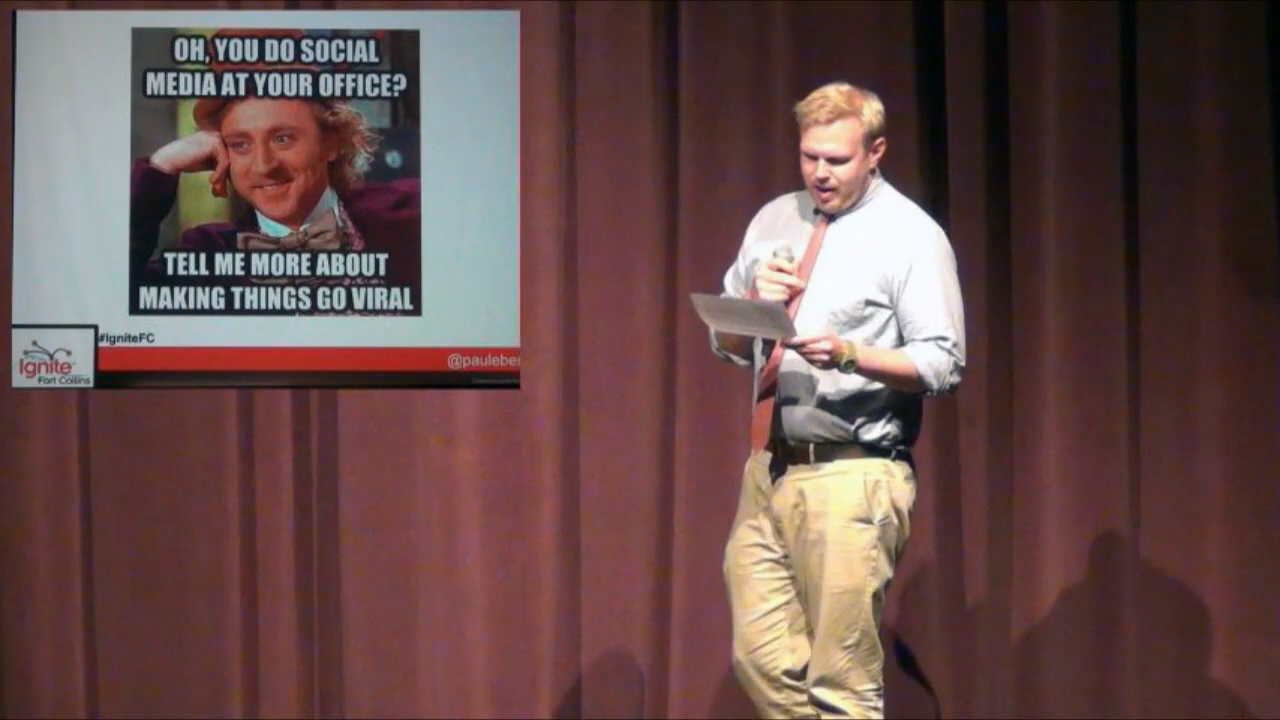 OH, YOU DO SOCIAL
MEDIA AT YOUR OFFICE?
TELL ME MORE ABOUT
MAKING THINGS GO VIRAL
#IgniteFC
Ignite
Fort Collins